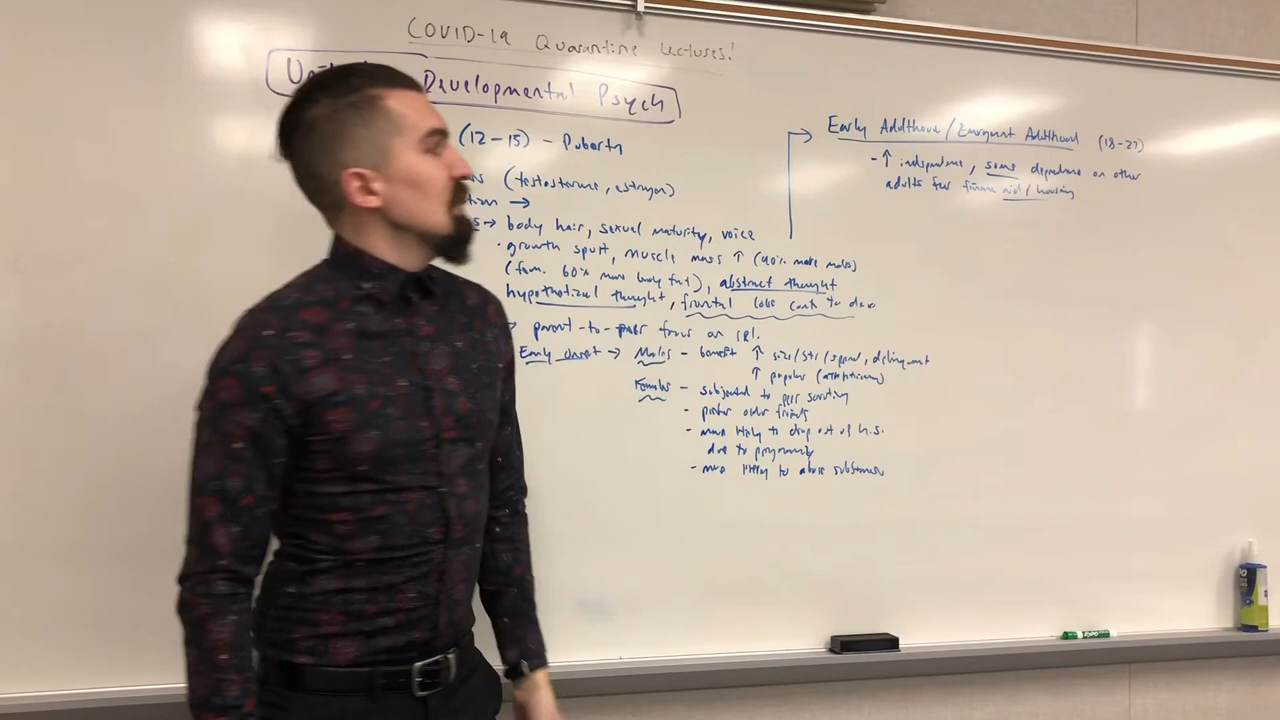 COVID-19 Quarantine Lectures!
Developmental Psych
(12-15) - Puberty
(testosterone, estrogen)
→
→ body hair, sexual maturity, voice
· growth spurt, muscle mass ↑ (40% more males)
(fem. 60% more body fat), abstract thought
hypothetical thought, frontal lobe cont. to dev
parent-to-peer focus on rel.
Early onset → Males - benefit ↑ size/str/speed, delinquent
↑ popular (attractiveness)
Females - subjected to peer scrutiny
- prefer older friends
- more likely to drop out of h.s.
due to pregnancy
- more likely to abuse substances
Early Adulthood / Emergent Adulthood (18-27)
- ↑ independence, some dependence on other
adults for finance aid/housing
EXPO